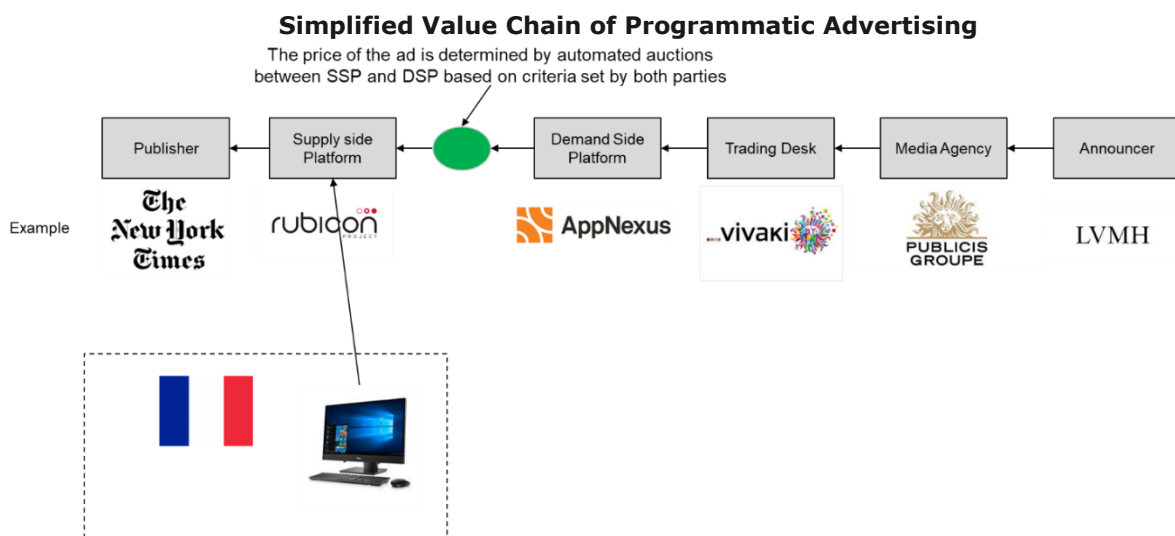 Simplified Value Chain of Programmatic Advertising
The price of the ad is determined by automated auctions
between SSP and DSP based on criteria set by both parties
Publisher
Supply side
Platform
Demand Side
Platform
Trading Desk
Media Agency
Announcer
Example
The
New York
Times
rubicon
PROJECT
AppNexus
vivaki
PUBLICIS
GROUPE
LVMH